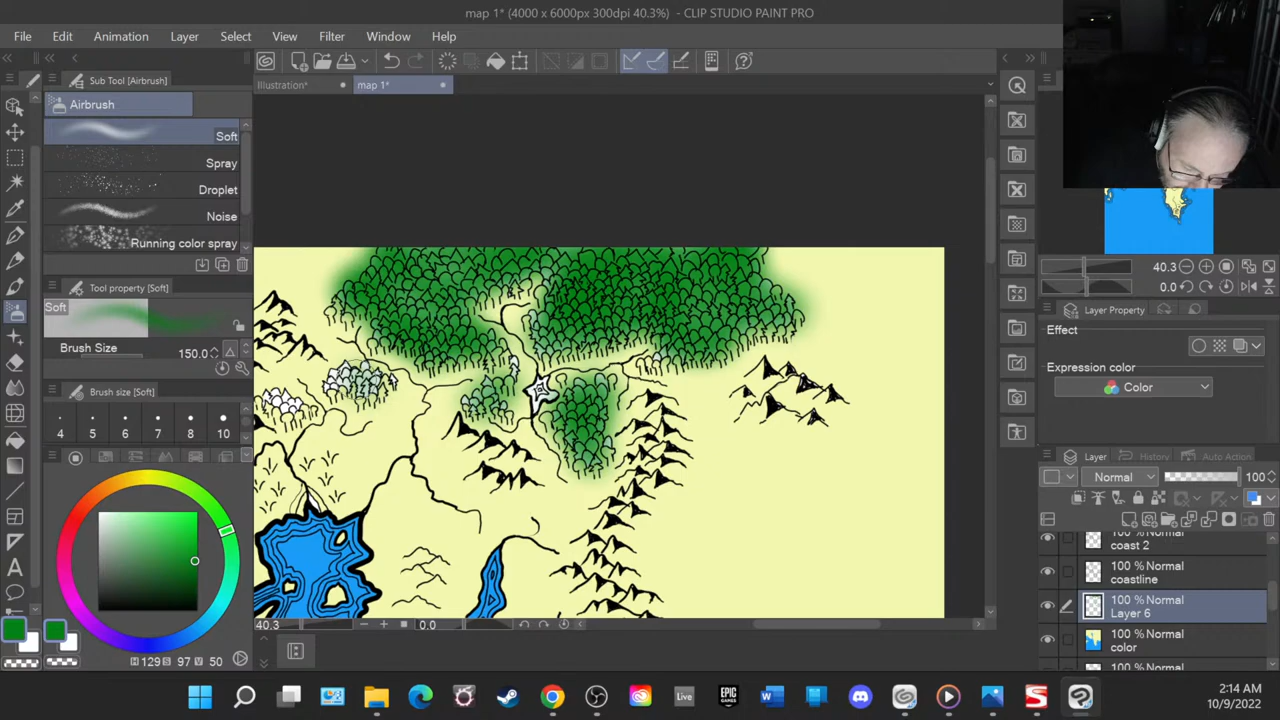 map 1* (4000 x 6000px 300dpi 40.3%) - CLIP STUDIO PAINT PRO
File Edit Animation Layer Select View Filter Window Help
Sub Tool [Airbrush]
Illustration* map 1*
Airbrush
Soft
Spray
Droplet
Noise
Running color spray
Tool property [Soft]
Soft
Brush Size 150.0
Brush size [Soft]
4 5 6 7 8 10
H 129 S 97 V 50
40.3 0.0
40.3
0.0
Layer Property
Effect
Expression color
Color
Layer History Auto Action
Normal 100
100 % Normal
coast 2
100 % Normal
coastline
100 % Normal
Layer 6
100 % Normal
color
100 % Normal
EPIC GAMES
Live
2:14 AM
10/9/2022